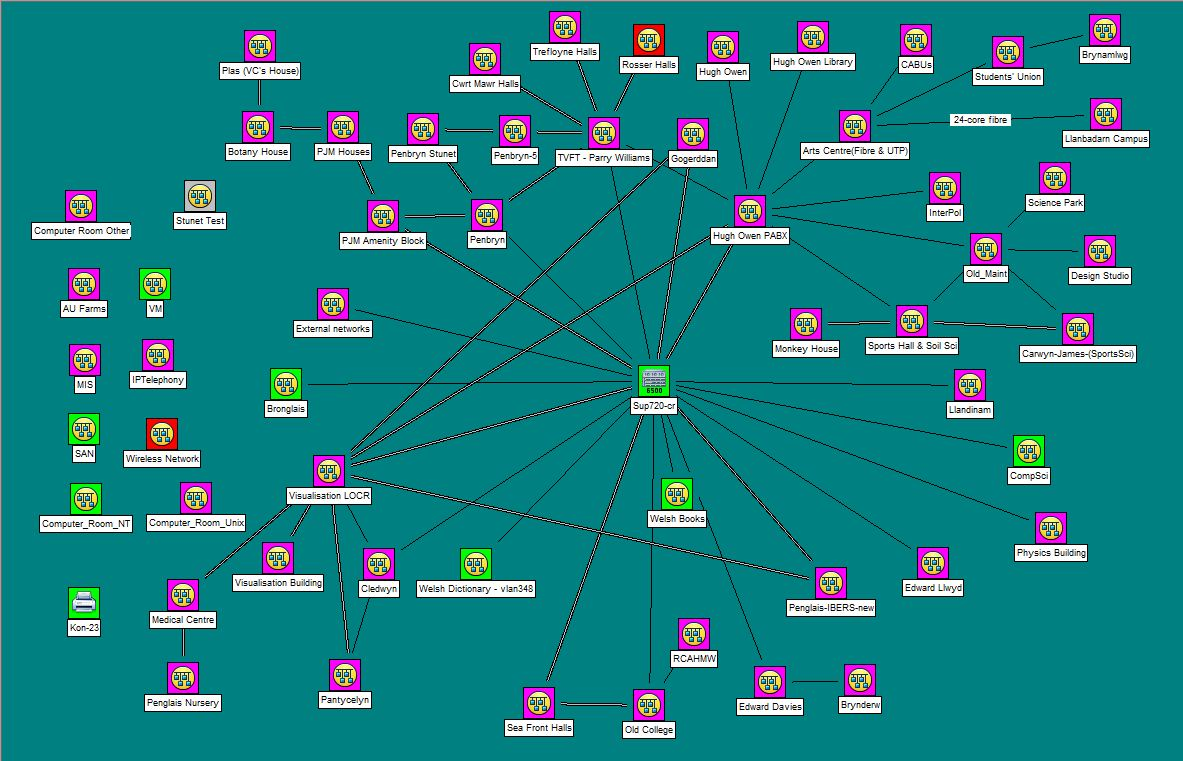 Plas (VC's House)
Cwrt Mawr Halls
Trefloyne Halls
Rosser Halls
Hugh Owen
Hugh Owen Library
CABUs
Students' Union
Brynamlwg
Botany House
PJM Houses
Penbryn Stunet
Penbryn-5
TVFT - Parry Williams
Gogerddan
Arts Centre(Fibre & UTP)
24-core fibre
Llanbadarn Campus
Computer Room Other
Stunet Test
PJM Amenity Block
Penbryn
Hugh Owen PABX
InterPol
Science Park
AU Farms
VM
External networks
Old_Maint
Design Studio
Monkey House
Sports Hall & Soil Sci
Carwyn-James-(SportsSci)
MIS
IPTelephony
Bronglais
6500
Sup720-cr
Llandinam
SAN
Wireless Network
Visualisation LOCR
CompSci
Computer_Room_NT
Computer_Room_Unix
Welsh Books
Physics Building
Visualisation Building
Cledwyn
Welsh Dictionary - vlan348
Edward Llwyd
Kon-23
Medical Centre
Penglais-IBERS-new
RCAHMW
Penglais Nursery
Pantycelyn
Sea Front Halls
Old College
Edward Davies
Brynderw